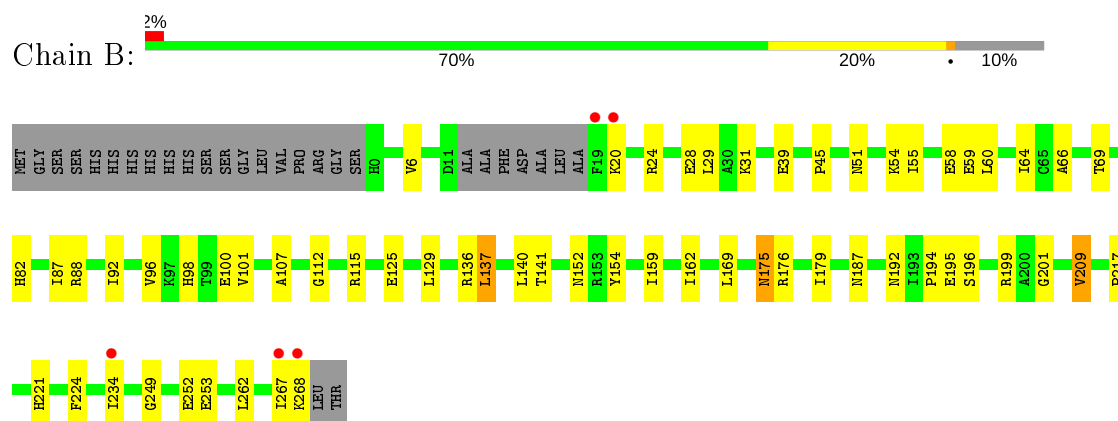 2%
Chain B:
70% 20% • 10%
MET GLY SER SER HIS HIS HIS HIS HIS HIS SER SER GLY LEU VAL PRO ARG GLY SER H0 V6 D11 ALA ALA PHE ASP ALA LEU ALA F19 K20 R24 E28 L29 A30 K31 E39 P45 N51 K54 I55 E58 E59 L60 I64 C65 A66 T69
H82 I87 R88 I92 V96 K97 H98 T99 E100 V101 A107 G112 R115 E125 L129 R136 L137 L140 T141 N152 R153 Y154 I159 I162 L169 N175 R176 I179 N187 N192 I193 P194 E195 S196 R199 A200 G201 V209
H221 F224 I234 G249 E252 E253 L262 I267 K268 LEU THR